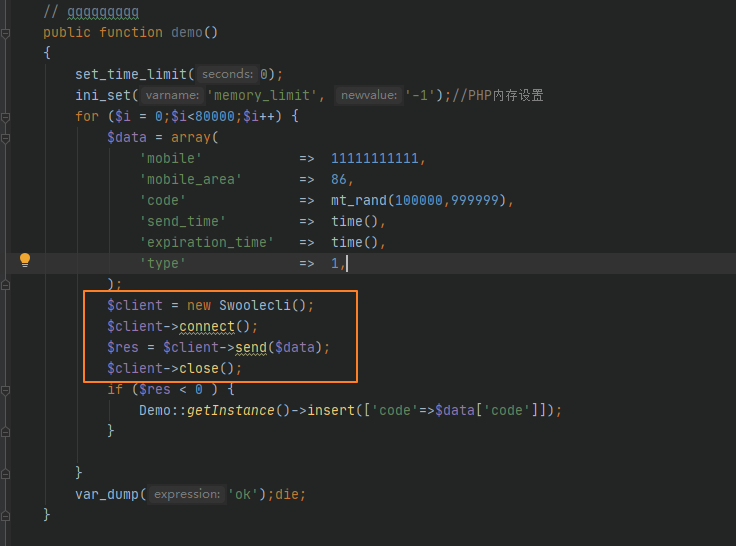 // qqqqqqqqq
public function demo()
{
set_time_limit( seconds: 0);
ini_set( varname: 'memory_limit', newvalue: '-1');//PHP内存设置
for ($i = 0;$i<80000;$i++) {
$data = array(
'mobile' => 11111111111,
'mobile_area' => 86,
'code' => mt_rand(100000,999999),
'send_time' => time(),
'expiration_time' => time(),
'type' => 1,
);
$client = new Swoolecli();
$client->connect();
$res = $client->send($data);
$client->close();
if ($res < 0 ) {
Demo::getInstance()->insert(['code'=>$data['code']]);
}
}
var_dump( expression: 'ok');die;
}